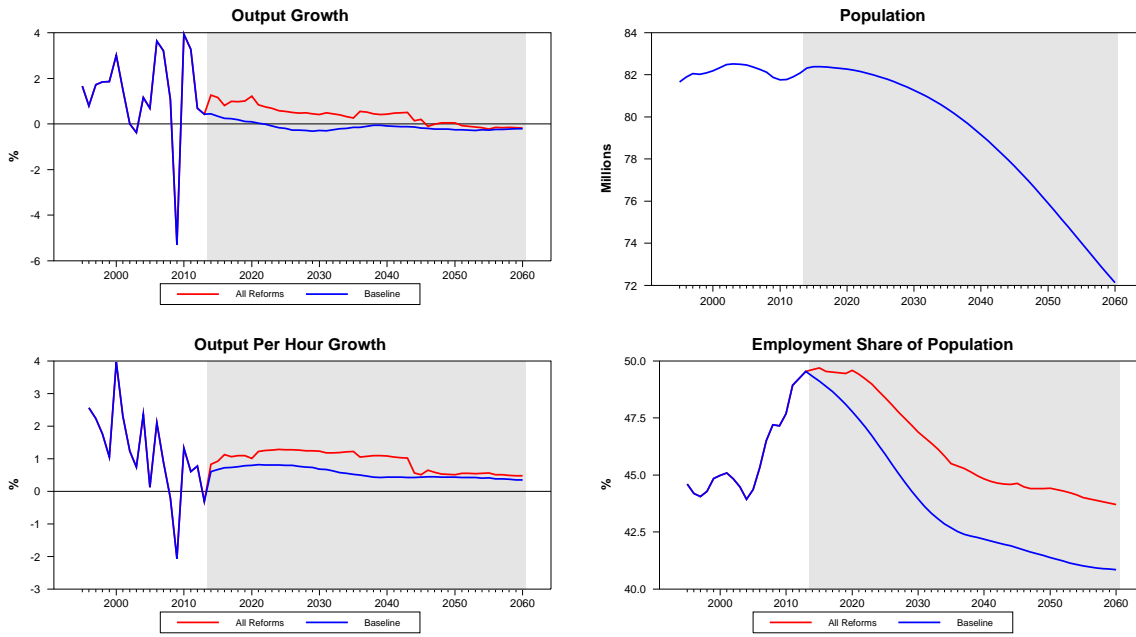 Output Growth
4
2
0
-2
-4
-6
%
2000 2010 2020 2030 2040 2050 2060
All Reforms Baseline
Population
84
82
80
78
76
74
72
Millions
2000 2010 2020 2030 2040 2050 2060
Output Per Hour Growth
4
3
2
1
0
-1
-2
-3
%
2000 2010 2020 2030 2040 2050 2060
All Reforms Baseline
Employment Share of Population
50.0
47.5
45.0
42.5
40.0
%
2000 2010 2020 2030 2040 2050 2060
All Reforms Baseline